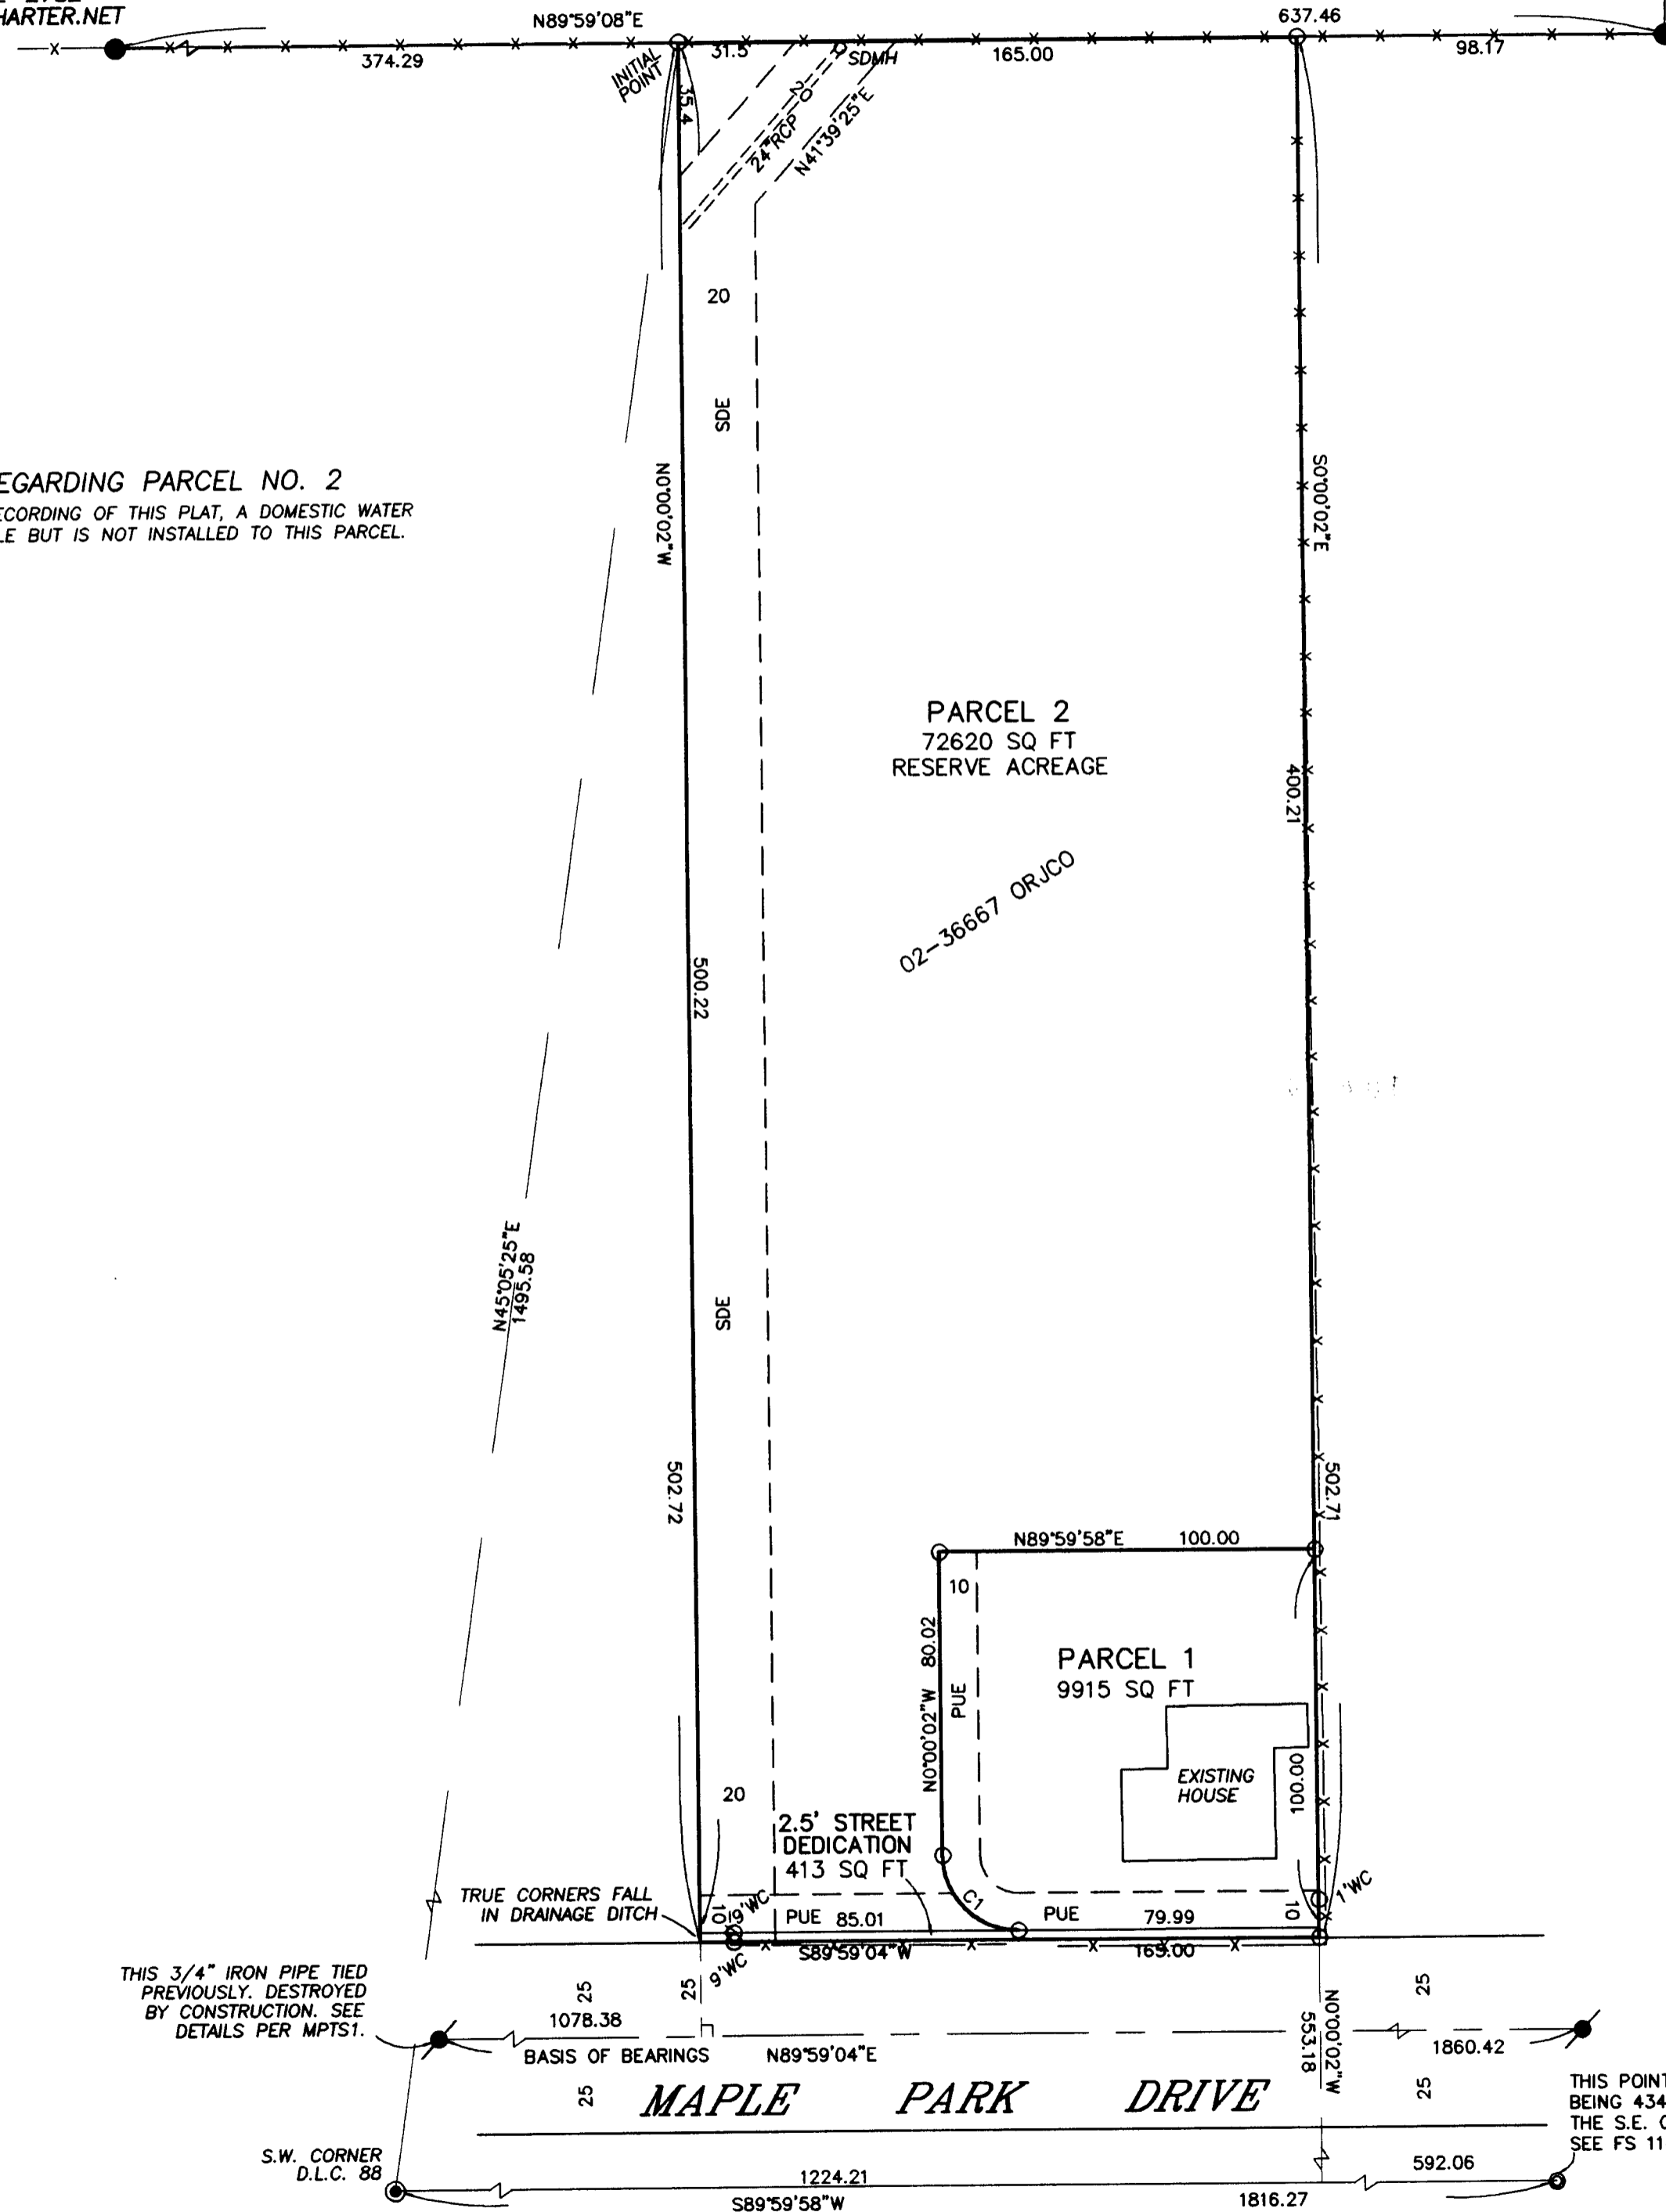 HARTER.NET
N89°59'08"E
637.46
374.29
31.5
SDMH
165.00
98.17
INITIAL
POINT
35.4
20
24"RCP
N41°39'25"E
20
SDE
EGARDING PARCEL NO. 2
ECORDING OF THIS PLAT, A DOMESTIC WATER
LE BUT IS NOT INSTALLED TO THIS PARCEL.
N0°00'02"W
S0°00'02"E
PARCEL 2
72620 SQ FT
RESERVE ACREAGE
400.21
02-36667 ORJCO
500.22
N45°05'25"E
1495.58
SDE
502.72
502.71
N89°59'58"E 100.00
10
N0°00'02"W 80.02
PUE
PARCEL 1
9915 SQ FT
EXISTING
HOUSE
100.00
20
2.5' STREET
DEDICATION
413 SQ FT
TRUE CORNERS FALL
IN DRAINAGE DITCH
10
9'WC
PUE 85.01
C1
PUE
79.99
10
1'WC
S89°59'04"W
165.00
9'WC
THIS 3/4" IRON PIPE TIED
PREVIOUSLY. DESTROYED
BY CONSTRUCTION. SEE
DETAILS PER MPTS1.
25
25
25
1078.38
BASIS OF BEARINGS
N89°59'04"E
N0°00'02"W
553.18
1860.42
25
25
MAPLE PARK DRIVE
THIS POINT
BEING 434
THE S.E. C
SEE FS 11
S.W. CORNER
D.L.C. 88
1224.21
592.06
S89°59'58"W
1816.27